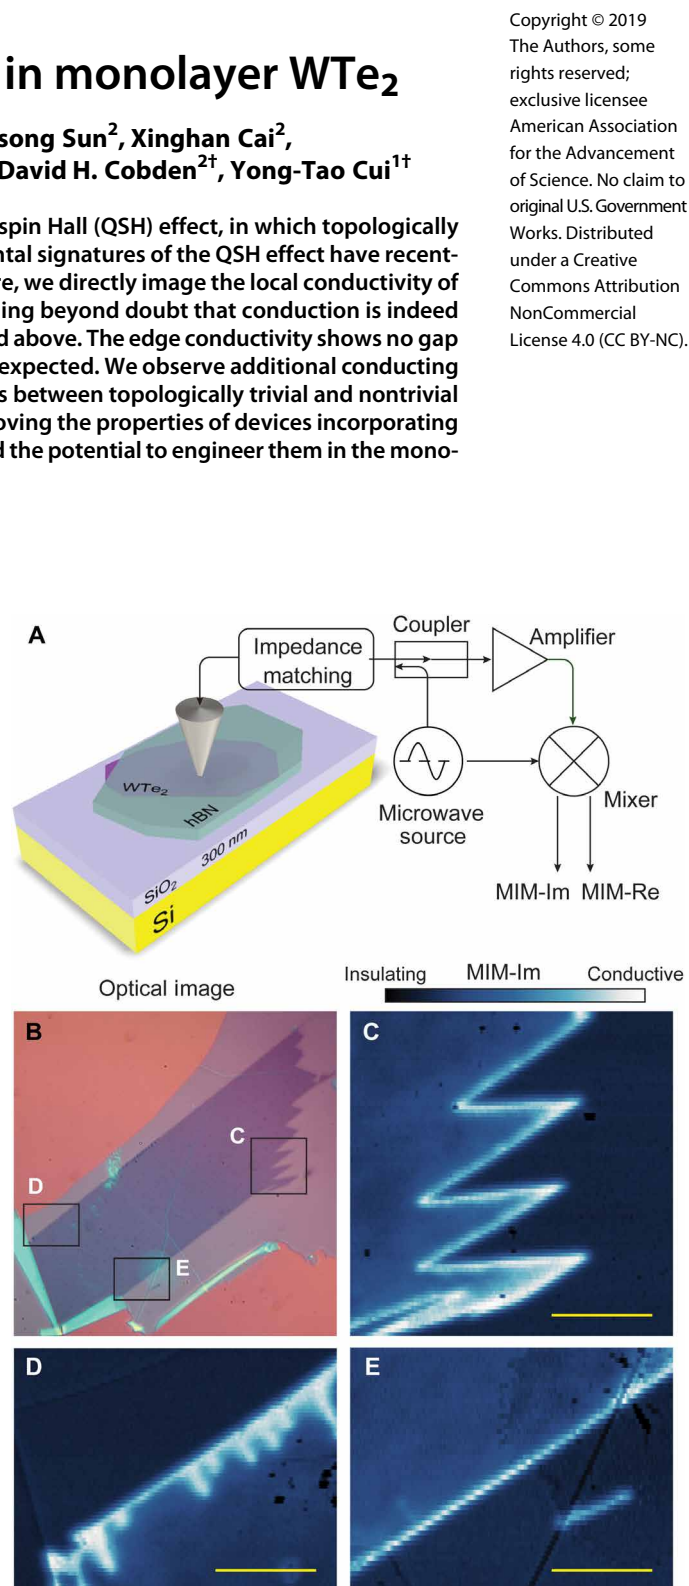 in monolayer WTe₂
song Sun², Xinghan Cai²,
David H. Cobden²†, Yong-Tao Cui¹†
spin Hall (QSH) effect, in which topologically
ntal signatures of the QSH effect have recent-
re, we directly image the local conductivity of
ing beyond doubt that conduction is indeed
d above. The edge conductivity shows no gap
expected. We observe additional conducting
s between topologically trivial and nontrivial
oving the properties of devices incorporating
d the potential to engineer them in the mono-
Copyright © 2019
The Authors, some
rights reserved;
exclusive licensee
American Association
for the Advancement
of Science. No claim to
original U.S. Government
Works. Distributed
under a Creative
Commons Attribution
NonCommercial
License 4.0 (CC BY-NC).
A
Impedance
matching
Coupler
Amplifier
WTe₂
hBN
SiO₂ 300 nm
Si
Microwave
source
Mixer
MIM-Im MIM-Re
Optical image
Insulating MIM-Im Conductive
B
C
D
E
C
D
E